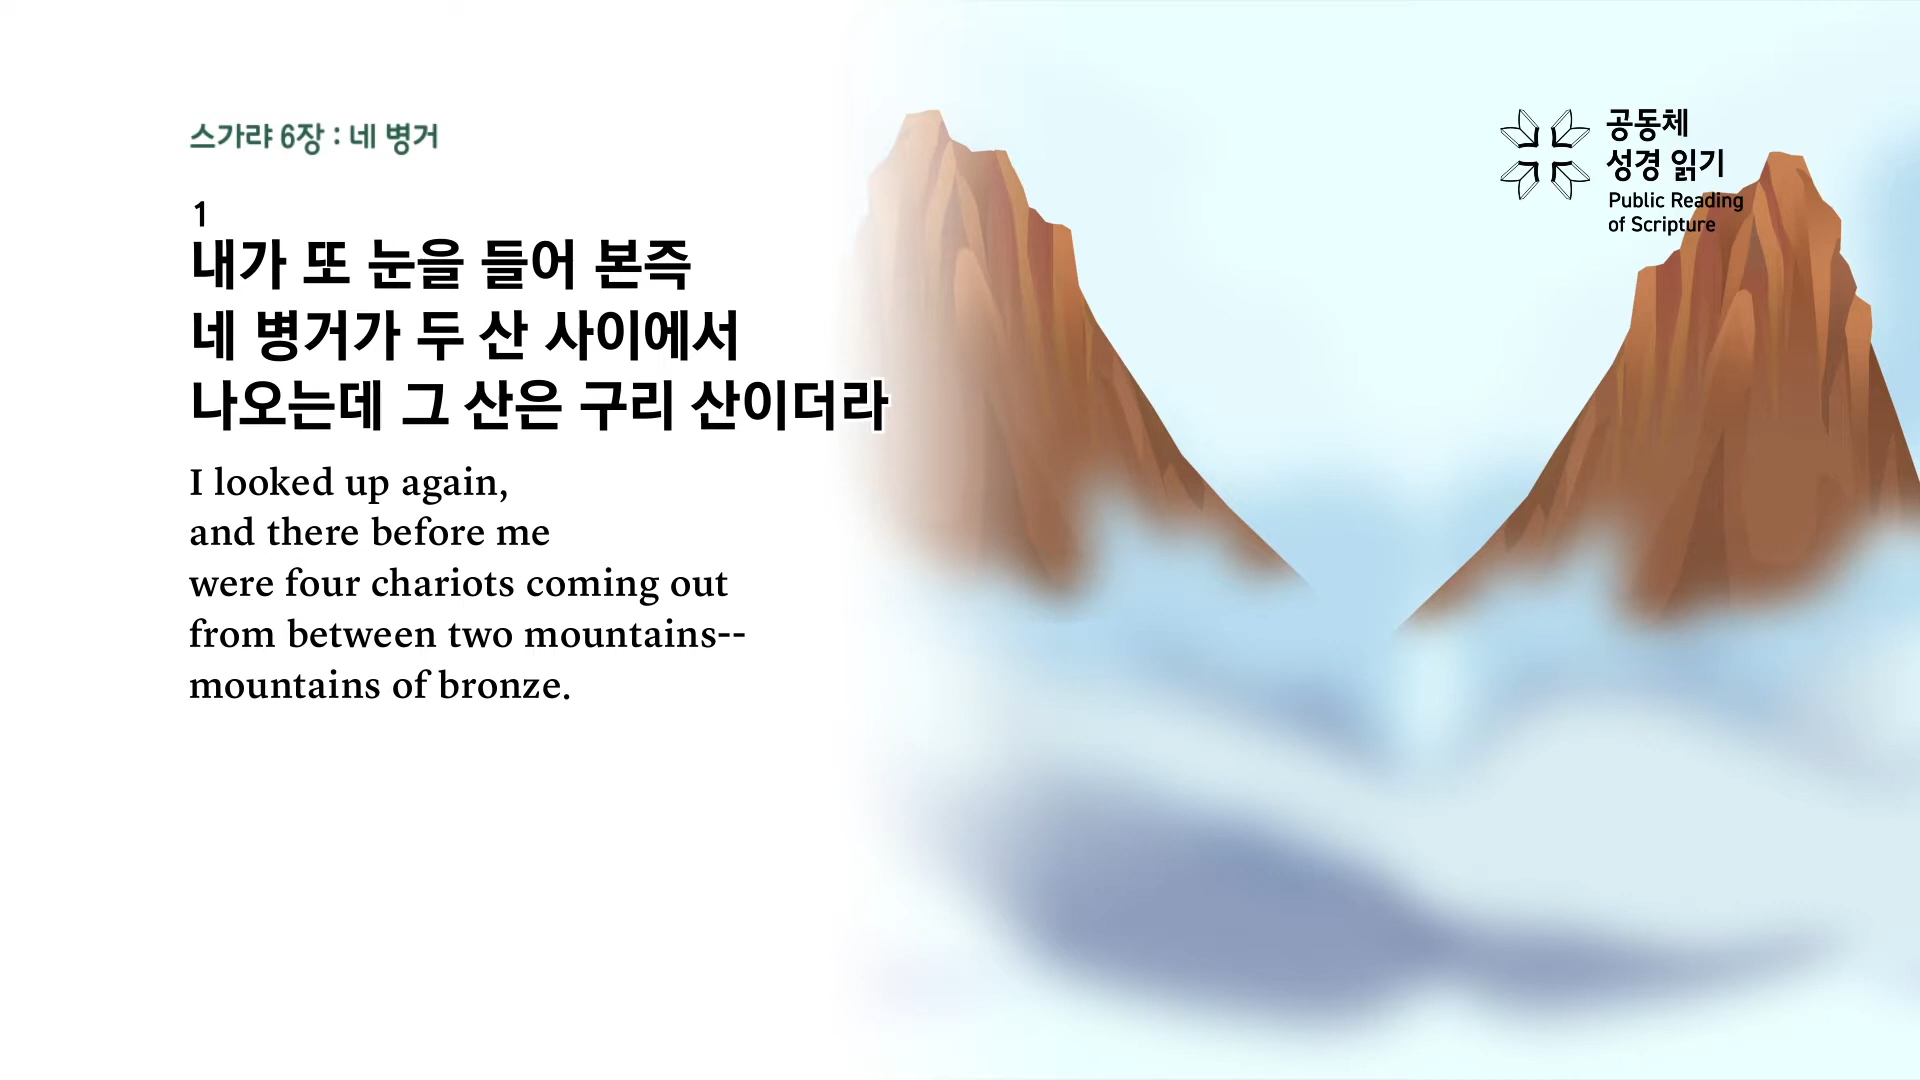 스가랴 6장 : 네 병거
1
내가 또 눈을 들어 본즉
네 병거가 두 산 사이에서
나오는데 그 산은 구리 산이더라
I looked up again,
and there before me
were four chariots coming out
from between two mountains--
mountains of bronze.
공동체
성경 읽기
Public Reading
of Scripture